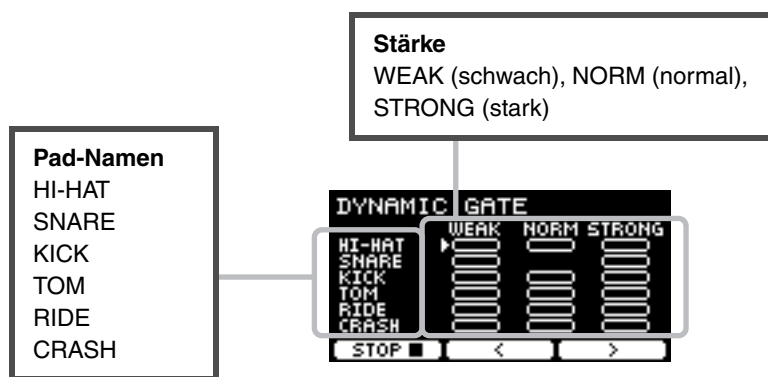 Stärke
WEAK (schwach), NORM (normal),
STRONG (stark)
Pad-Namen
HI-HAT
SNARE
KICK
TOM
RIDE
CRASH
DYNAMIC GATE
WEAK NORM STRONG
HI-HAT
SNARE
KICK
TOM
RIDE
CRASH
STOP ■ < >